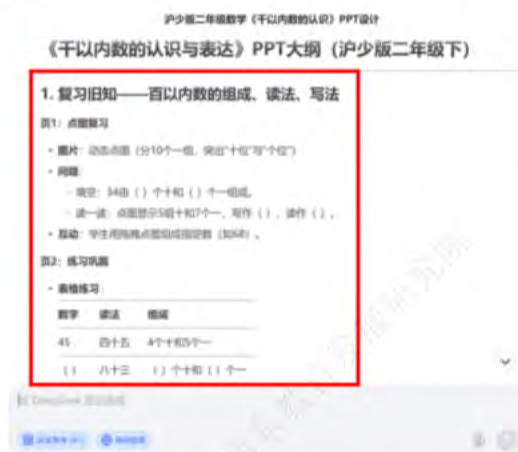 沪少版二年级数学《千以内数的认识》PPT设计
《千以内数的认识与表达》PPT大纲（沪少版二年级下）
1. 复习旧知——百以内数的组成、读法、写法
页1：点图复习
• 图片：动态点图（分10个一组，突出“十位”与“个位”）
• 问题：
- 填空：34由（ ）个十和（ ）个一组成。
- 读一读：点图显示5组十和7个一，写作（ ），读作（ ）。
• 互动：学生用拖拽点图组成指定数（如68）。
页2：练习巩固
• 表格练习：
数字 读法 组成
45 四十五 4个十和5个一
（ ） 八十三 （ ）个十和（ ）个一